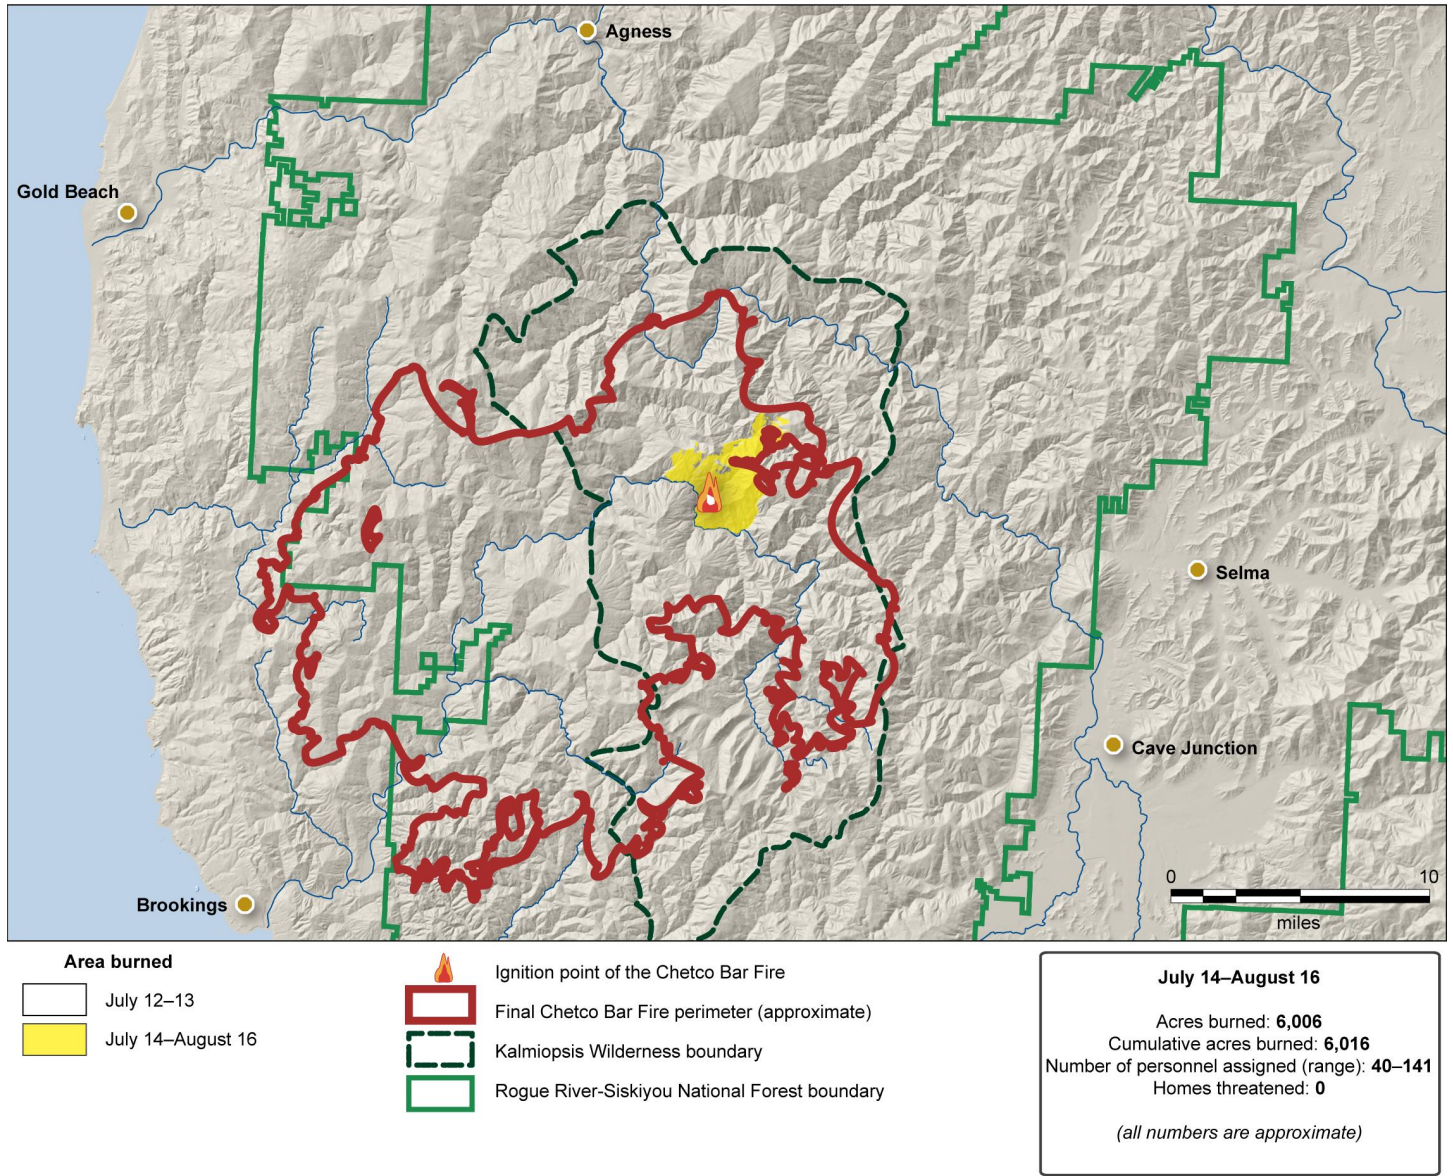 Agness
Gold Beach
Selma
Cave Junction
Brookings
0 10
miles
Area burned
July 12–13
July 14–August 16
Ignition point of the Chetco Bar Fire
Final Chetco Bar Fire perimeter (approximate)
Kalmiopsis Wilderness boundary
Rogue River-Siskiyou National Forest boundary
July 14–August 16
Acres burned: 6,006
Cumulative acres burned: 6,016
Number of personnel assigned (range): 40–141
Homes threatened: 0
(all numbers are approximate)